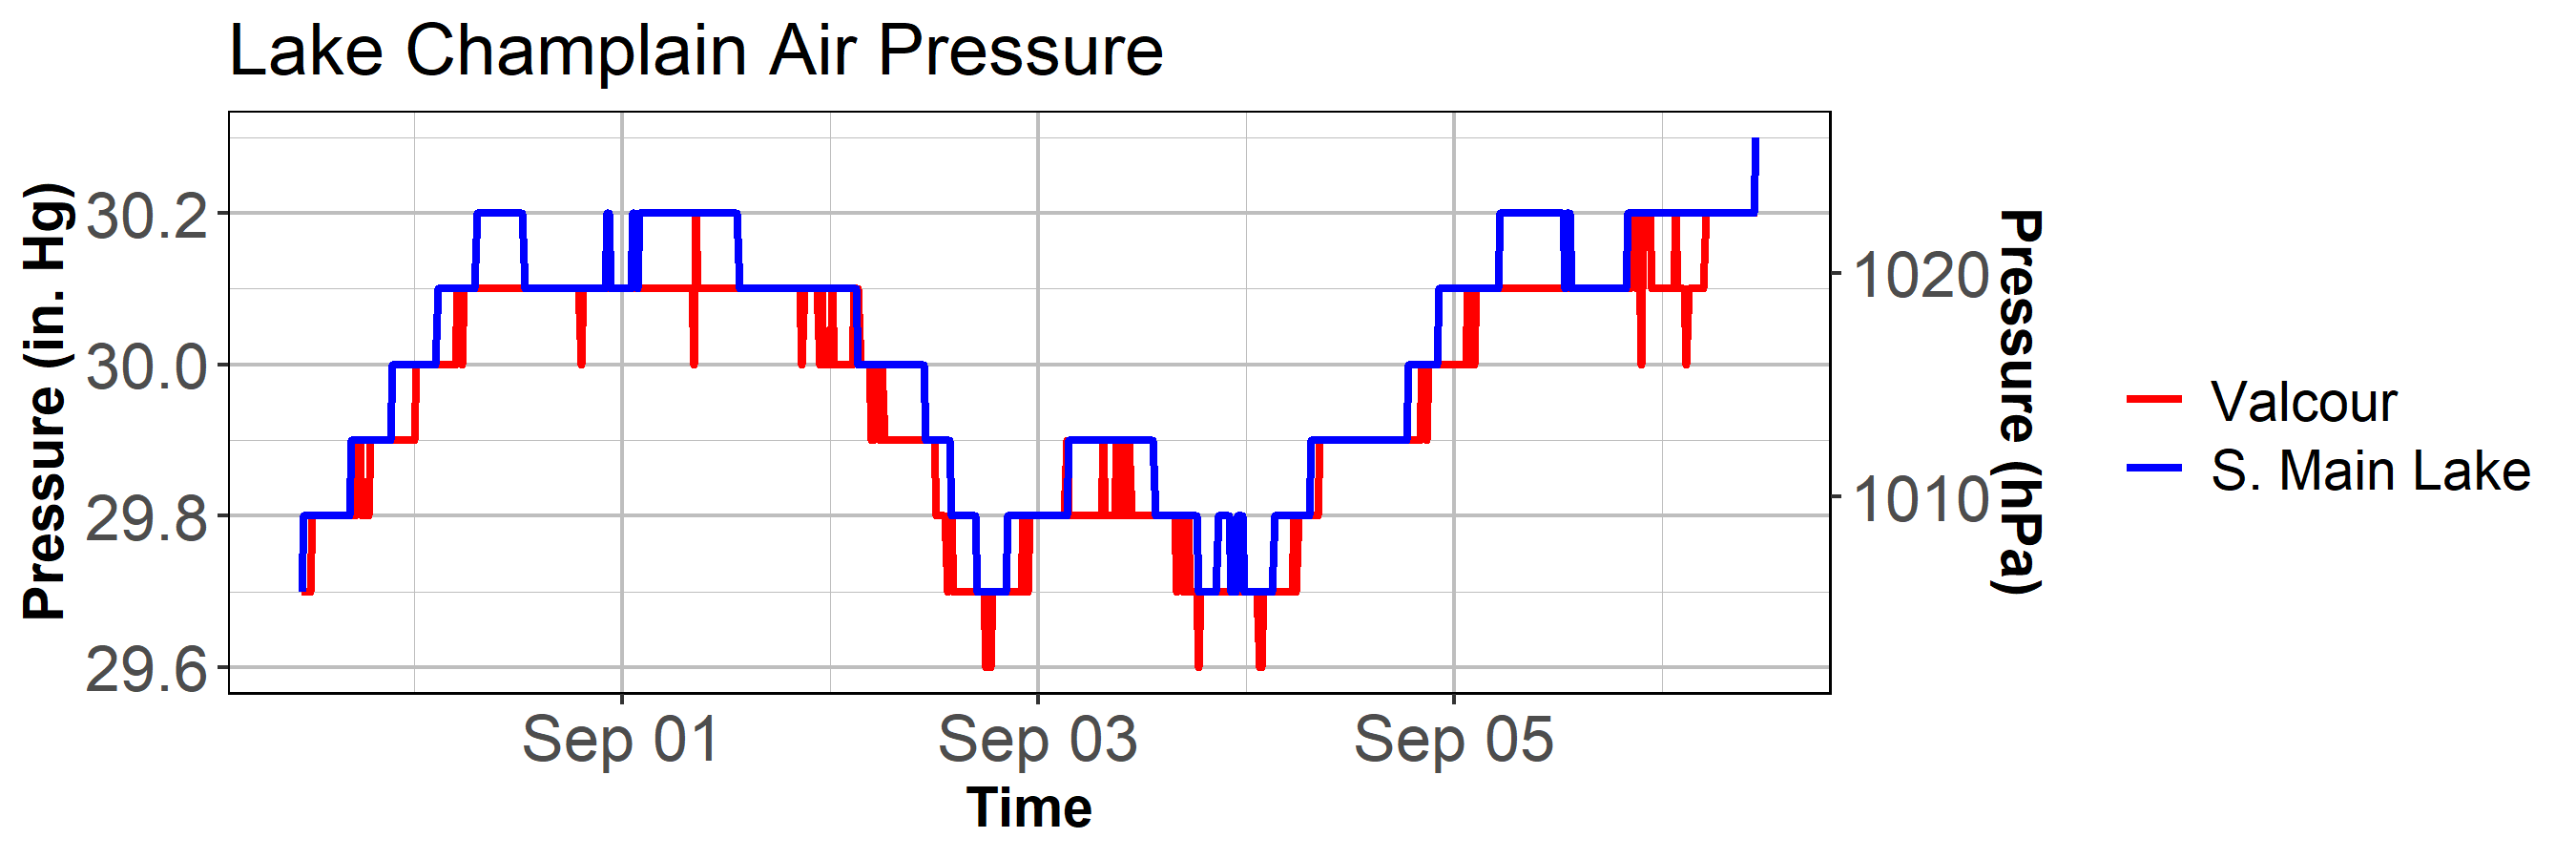 Lake Champlain Air Pressure
Pressure (in. Hg)
30.2
30.0
29.8
29.6
1020
1010
Pressure (hPa)
Valcour
S. Main Lake
Sep 01
Sep 03
Sep 05
Time